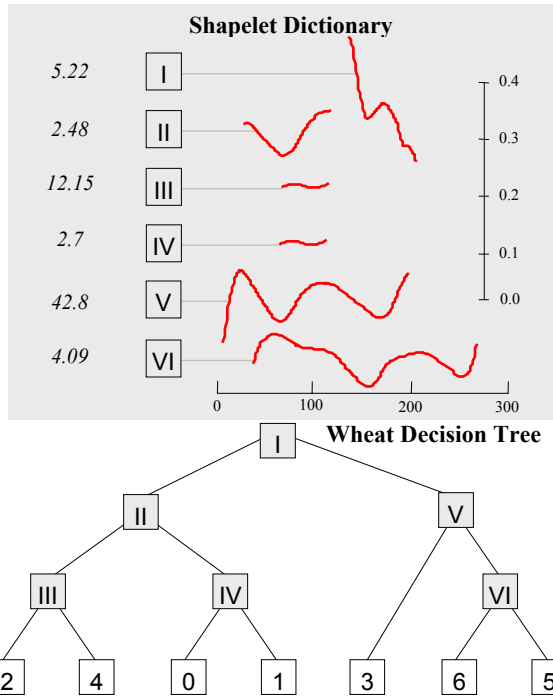 Shapelet Dictionary
5.22 I 0.4
2.48 II 0.3
12.15 III 0.2
2.7 IV 0.1
42.8 V 0.0
4.09 VI
0 100 200 300
Wheat Decision Tree
I
II V
III IV VI
2 4 0 1 3 6 5